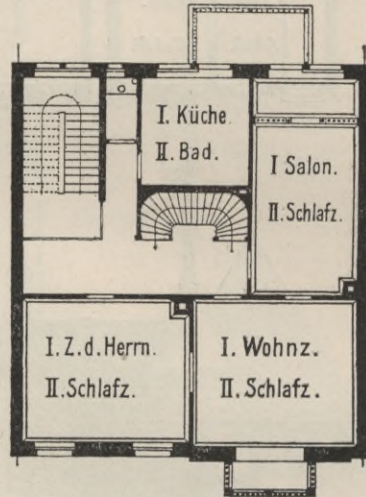 I. Küche
II. Bad.
I Salon.
II. Schlafz.
I. Z. d. Herrn.
II. Schlafz.
I. Wohnz.
II. Schlafz.